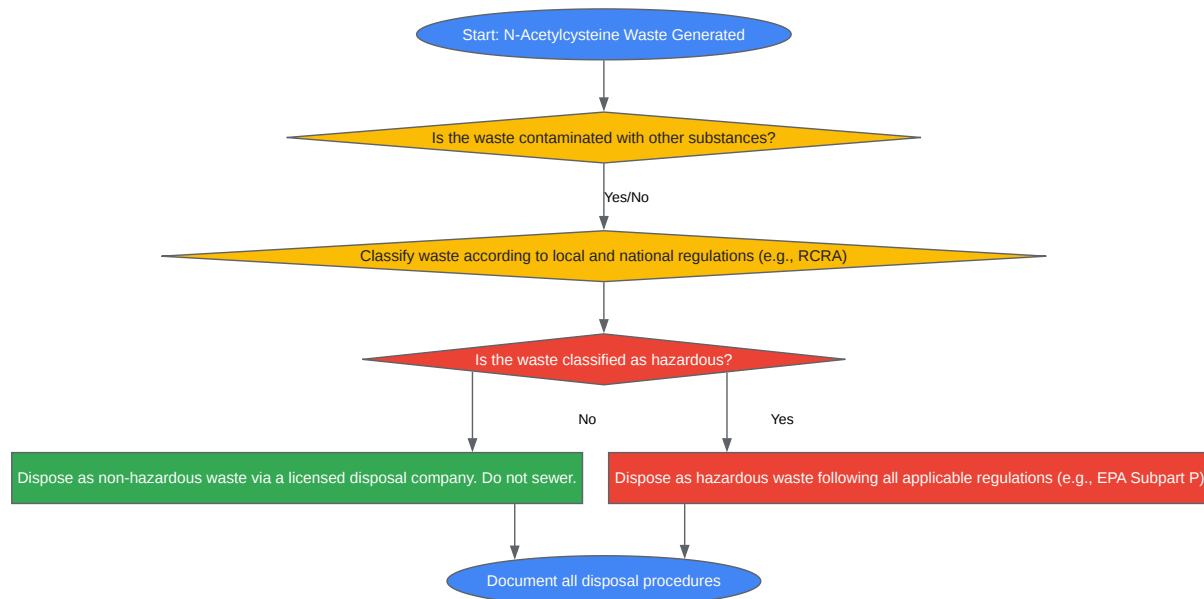 Start: N-Acetylcysteine Waste Generated
Is the waste contaminated with other substances?
Yes/No
Classify waste according to local and national regulations (e.g., RCRA)
Is the waste classified as hazardous?
No
Yes
Dispose as non-hazardous waste via a licensed disposal company. Do not sewer.
Dispose as hazardous waste following all applicable regulations (e.g., EPA Subpart P)
Document all disposal procedures